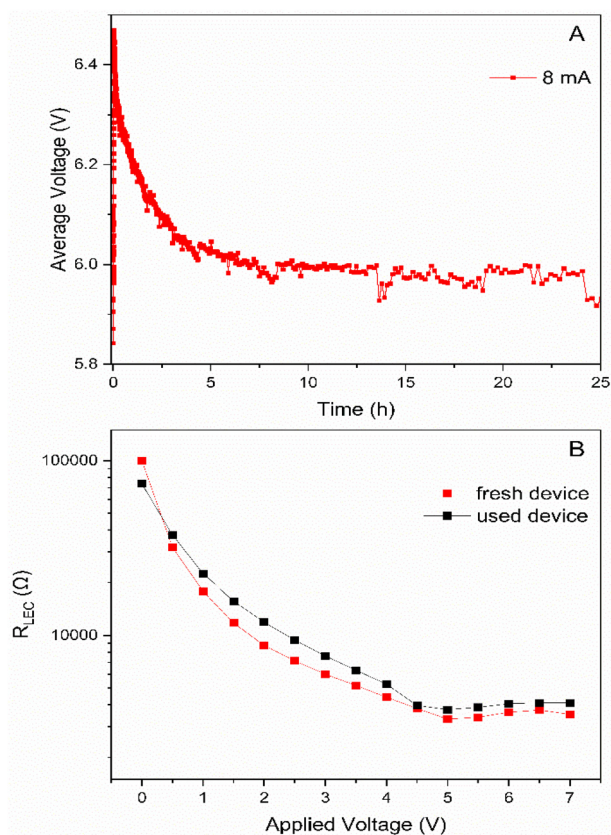 A
8 mA
6.4
6.2
6.0
5.8
Average Voltage (V)
0 5 10 15 20 25
Time (h)
B
fresh device
used device
100000
10000
R_LEC (Ω)
0 1 2 3 4 5 6 7
Applied Voltage (V)